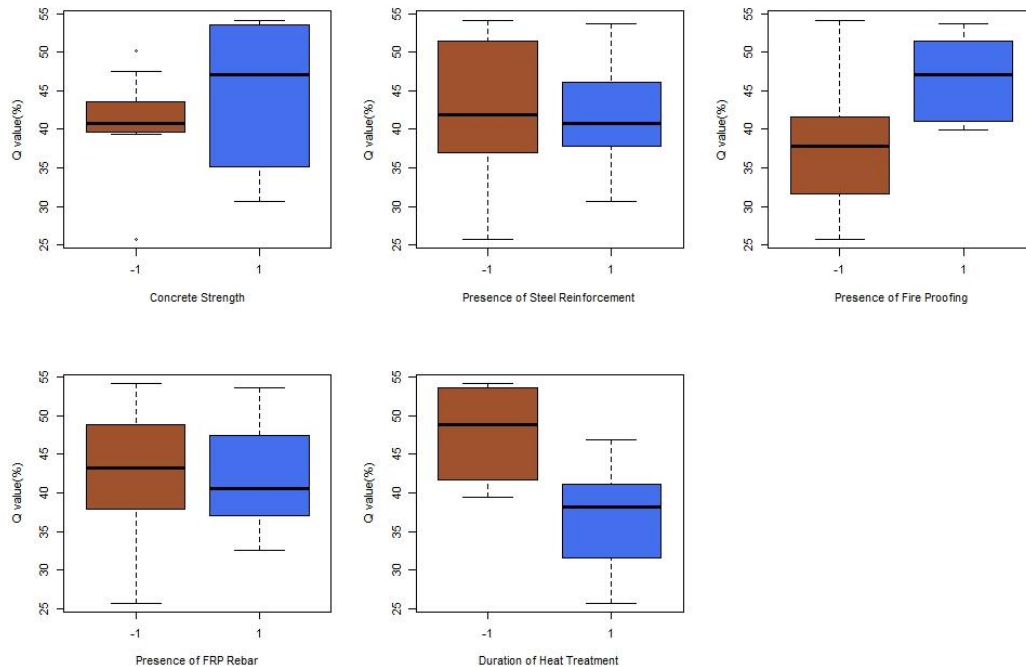 Q value(%)
25 30 35 40 45 50 55
-1 1
Concrete Strength
Q value(%)
25 30 35 40 45 50 55
-1 1
Presence of Steel Reinforcement
Q value(%)
25 30 35 40 45 50 55
-1 1
Presence of Fire Proofing
Q value(%)
25 30 35 40 45 50 55
-1 1
Presence of FRP Rebar
Q value(%)
25 30 35 40 45 50 55
-1 1
Duration of Heat Treatment